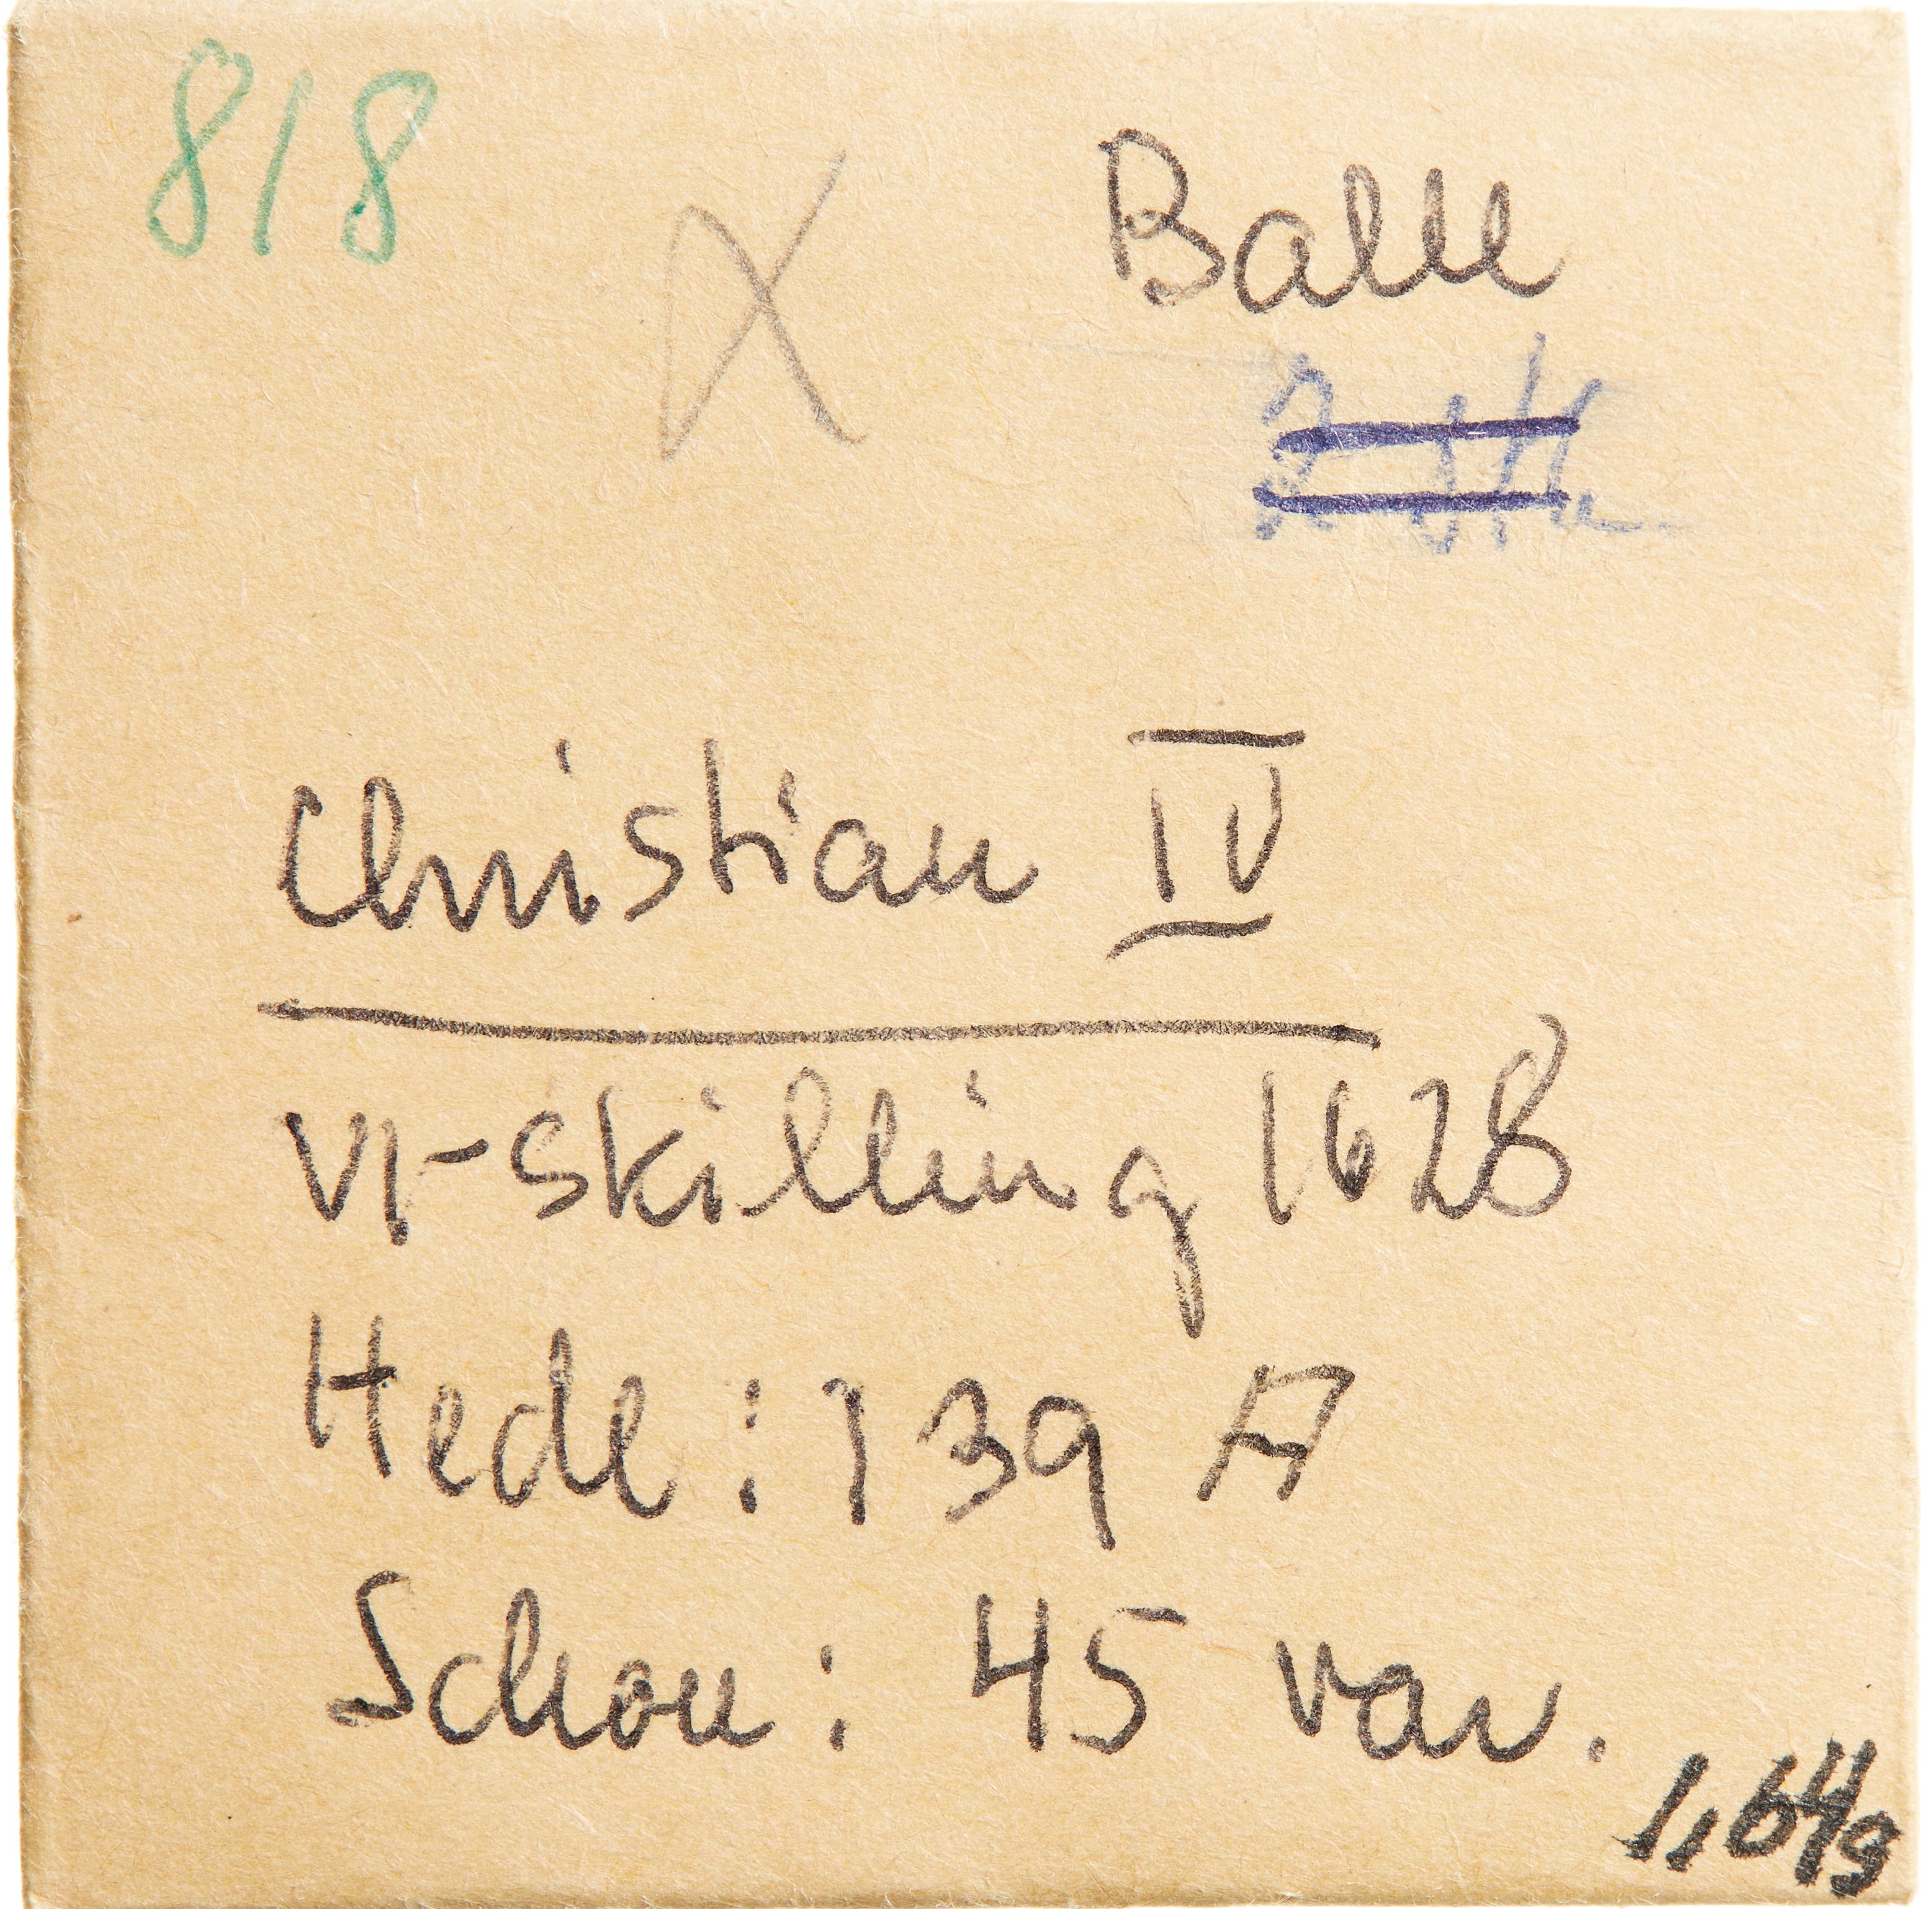 818
X
Balle
Christian IV
VI-skilling 1628
Hede: 139 A
Schou: 45 var.
1,64g